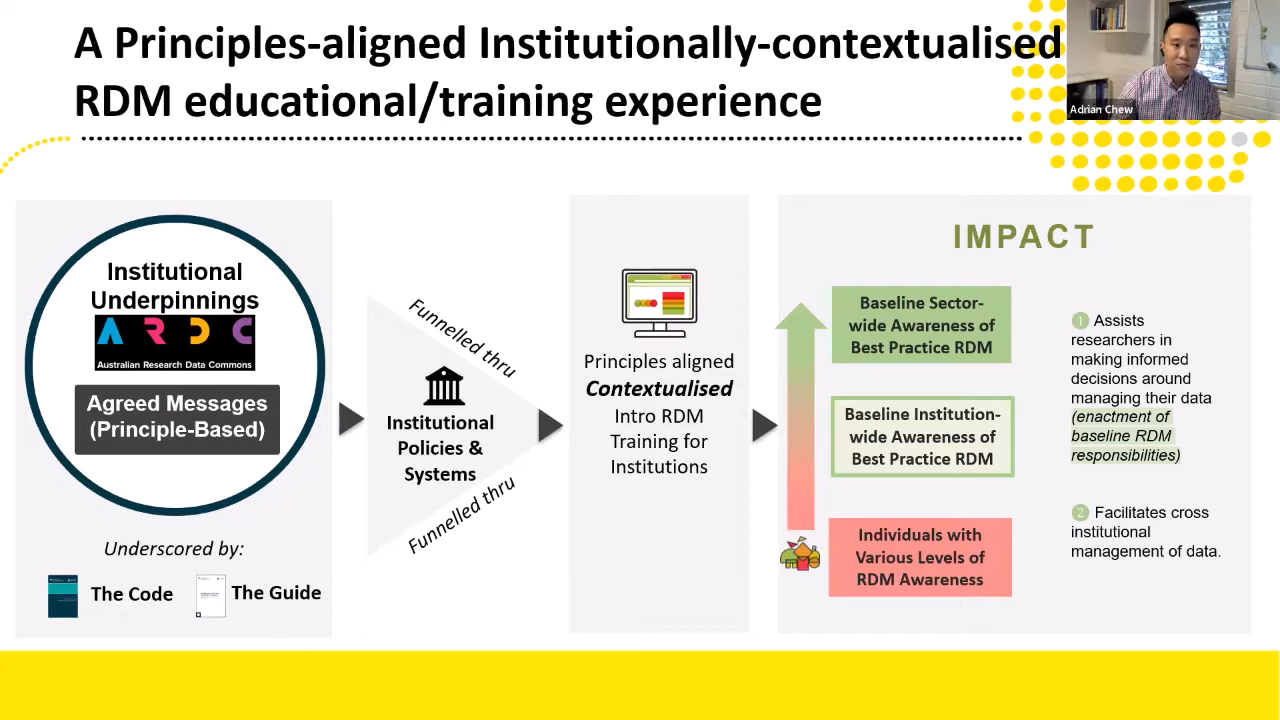 A Principles-aligned Institutionally-contextualised
RDM educational/training experience
Adrian Chew
Institutional
Underpinnings
ARDC
Australian Research Data Commons
Agreed Messages
(Principle-Based)
Underscored by:
The Code
The Guide
Funnelled thru
Institutional
Policies &
Systems
Funnelled thru
Principles aligned
Contextualised
Intro RDM
Training for
Institutions
IMPACT
Baseline Sector-
wide Awareness of
Best Practice RDM
Baseline Institution-
wide Awareness of
Best Practice RDM
Individuals with
Various Levels of
RDM Awareness
1 Assists
researchers in
making informed
decisions around
managing their data
(enactment of
baseline RDM
responsibilities)
2 Facilitates cross
institutional
management of data.